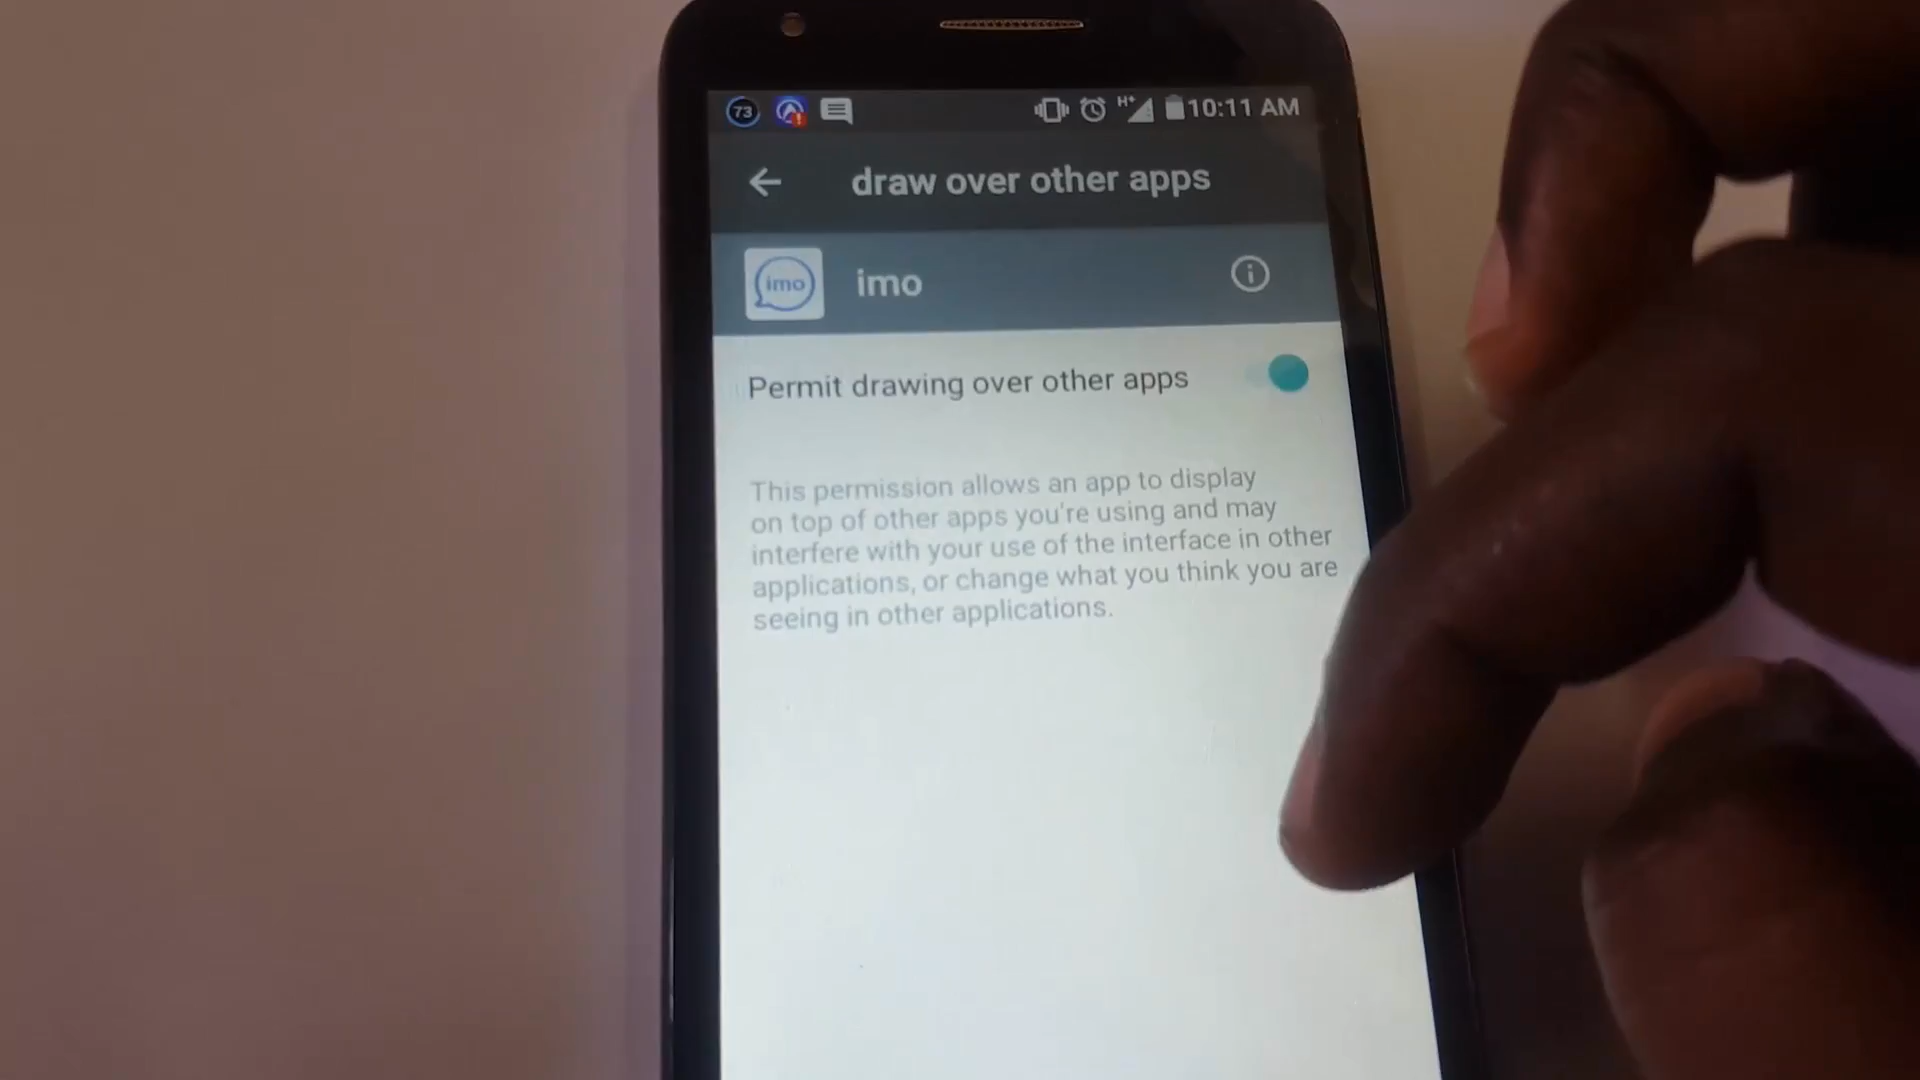 73 H+ 10:11 AM
draw over other apps
imo imo
Permit drawing over other apps
This permission allows an app to display
on top of other apps you're using and may
interfere with your use of the interface in other
applications, or change what you think you are
seeing in other applications.